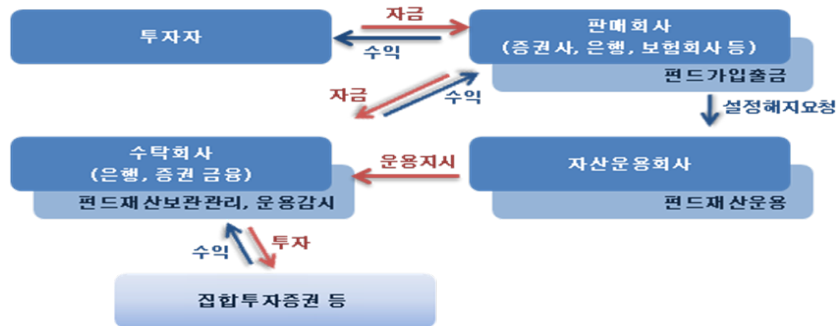 자금
투자자
수익
판매회사
(증권사, 은행, 보험회사 등)
펀드가입출금
자금
수익
설정해지요청
수탁회사
(은행, 증권 금융)
펀드재산보관관리, 운용감시
운용지시
자산운용회사
펀드재산운용
수익
투자
집합투자증권 등